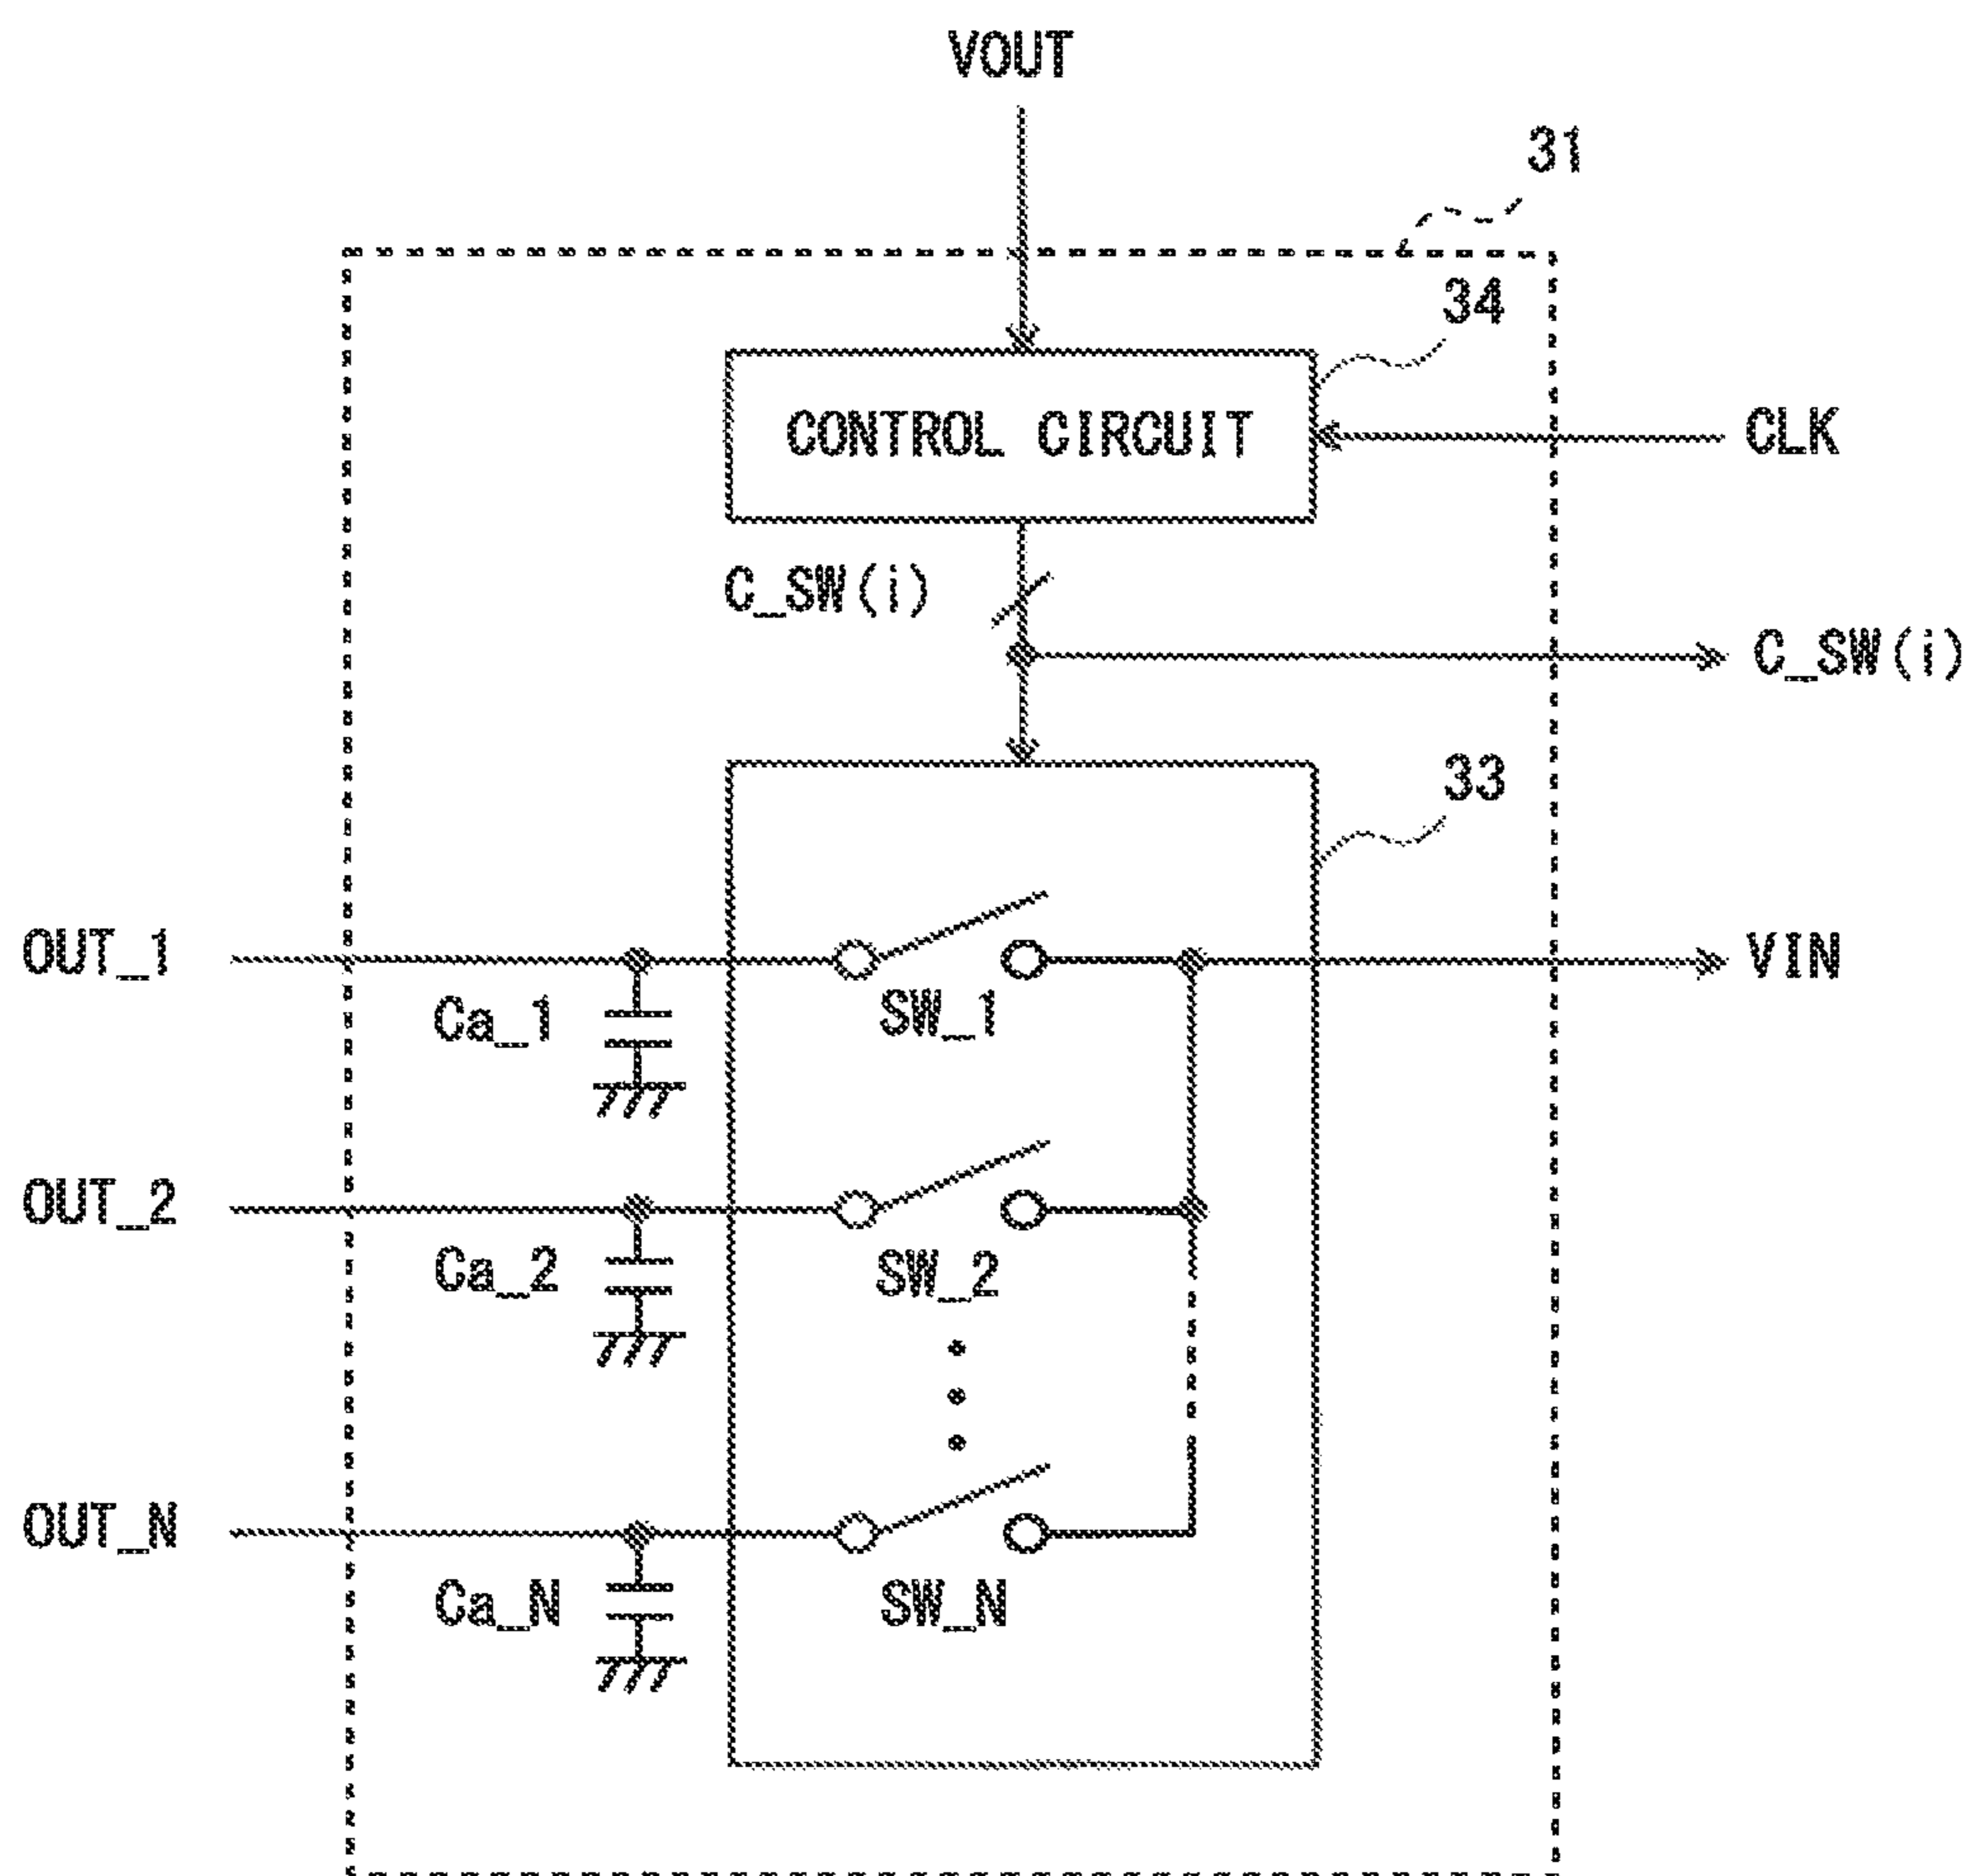 VOUT
31
34
CONTROL CIRCUIT
CLK
C_SW(i)
C_SW(i)
33
OUT_1
VIN
Ca_1
SW_1
OUT_2
Ca_2
SW_2
OUT_N
Ca_N
SW_N